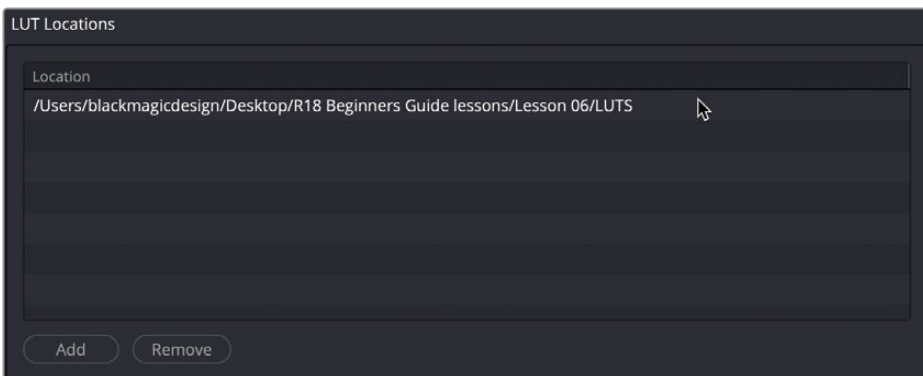 LUT Locations
Location
/Users/blackmagicdesign/Desktop/R18 Beginners Guide lessons/Lesson 06/LUTS
Add Remove